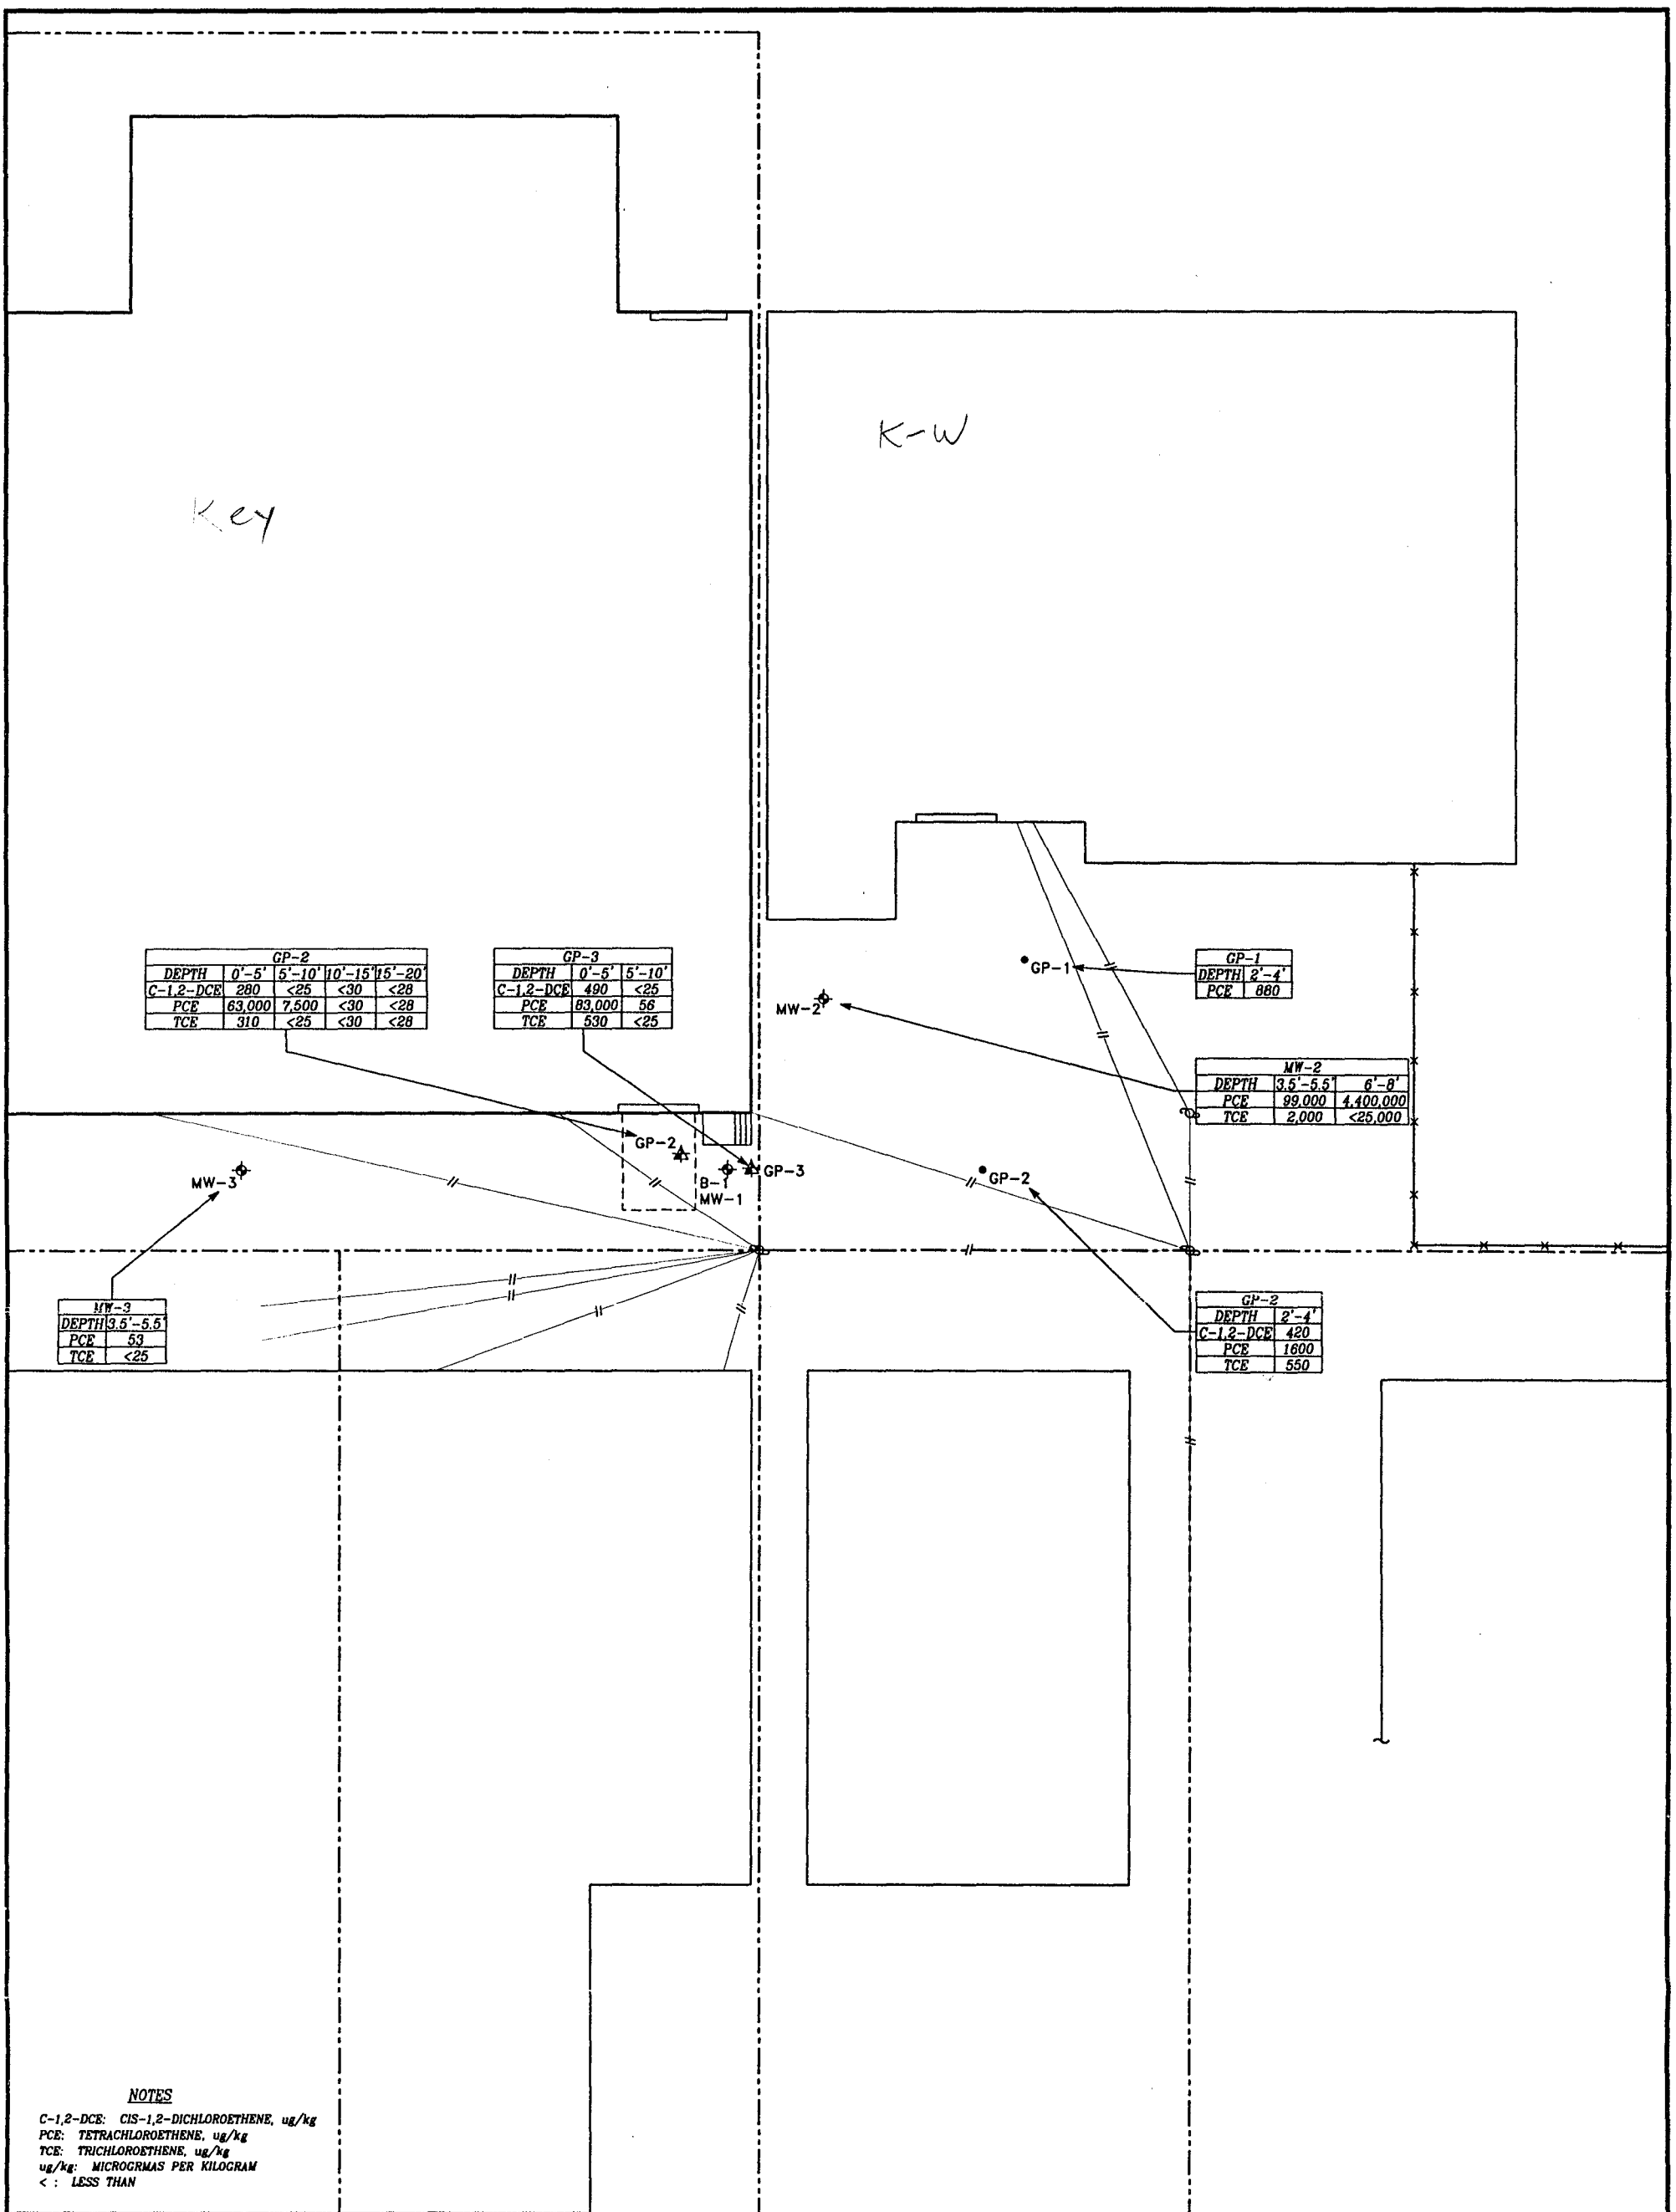 K-W
Key
GP-2
DEPTH 0'-5' 5'-10' 10'-15' 15'-20'
C-1,2-DCE 280 <25 <30 <28
PCE 63,000 7,500 <30 <28
TCE 310 <25 <30 <28
GP-3
DEPTH 0'-5' 5'-10'
C-1,2-DCE 490 <25
PCE 83,000 56
TCE 530 <25
GP-1
GP-1
DEPTH 2'-4'
PCE 880
MW-2
MW-2
DEPTH 3.5'-5.5' 6'-8'
PCE 99,000 4,400,000
TCE 2,000 <25,000
GP-2
MW-3
B-1
MW-1
GP-3
GP-2
MW-3
DEPTH 3.5'-5.5'
PCE 53
TCE <25
GP-2
DEPTH 2'-4'
C-1,2-DCE 420
PCE 1600
TCE 550
NOTES
C-1,2-DCE: CIS-1,2-DICHLOROETHENE, ug/kg
PCE: TETRACHLOROETHENE, ug/kg
TCE: TRICHLOROETHENE, ug/kg
ug/kg: MICROGRMAS PER KILOGRAM
< : LESS THAN